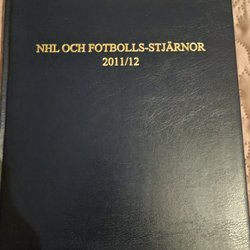 NHL OCH FOTBOLLS-STJÄRNOR
2011/12